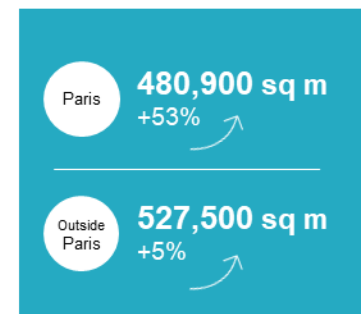 Paris
480,900 sq m
+53%
Outside
Paris
527,500 sq m
+5%